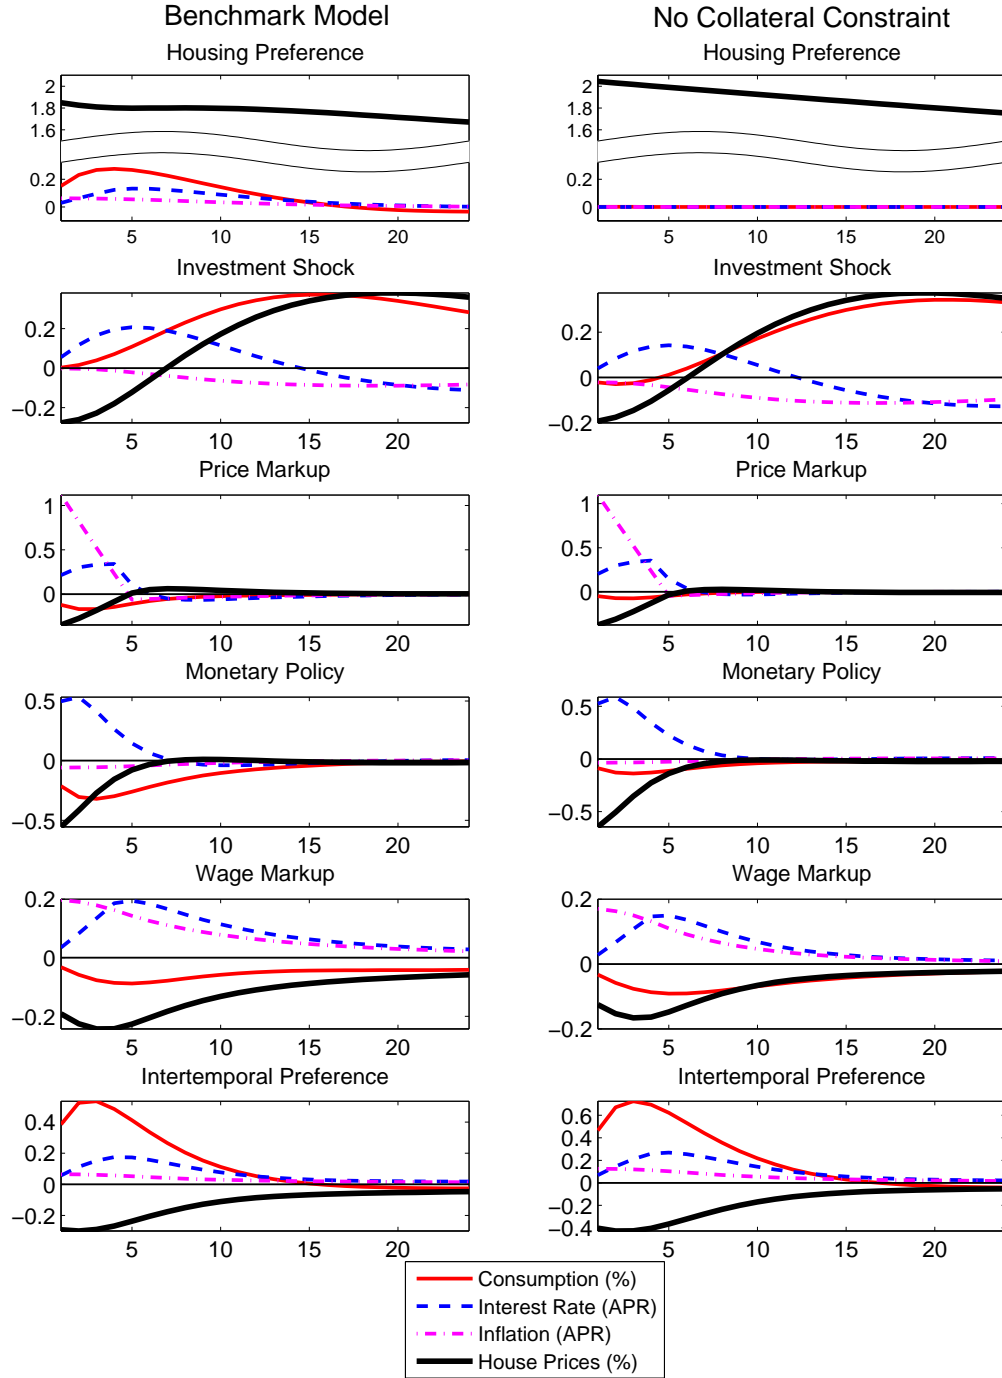 Benchmark Model
No Collateral Constraint
Housing Preference
Housing Preference
2
1.8
1.6
0.2
0
5 10 15 20
2
1.8
1.6
0.2
0
5 10 15 20
Investment Shock
Investment Shock
0.2
0
−0.2
5 10 15 20
0.2
0
−0.2
5 10 15 20
Price Markup
Price Markup
1
0.5
0
5 10 15 20
1
0.5
0
5 10 15 20
Monetary Policy
Monetary Policy
0.5
0
−0.5
5 10 15 20
0.5
0
−0.5
5 10 15 20
Wage Markup
Wage Markup
0.2
0
−0.2
5 10 15 20
0.2
0
−0.2
5 10 15 20
Intertemporal Preference
Intertemporal Preference
0.4
0.2
0
−0.2
5 10 15 20
0.6
0.4
0.2
0
−0.2
−0.4
5 10 15 20
Consumption (%)
Interest Rate (APR)
Inflation (APR)
House Prices (%)